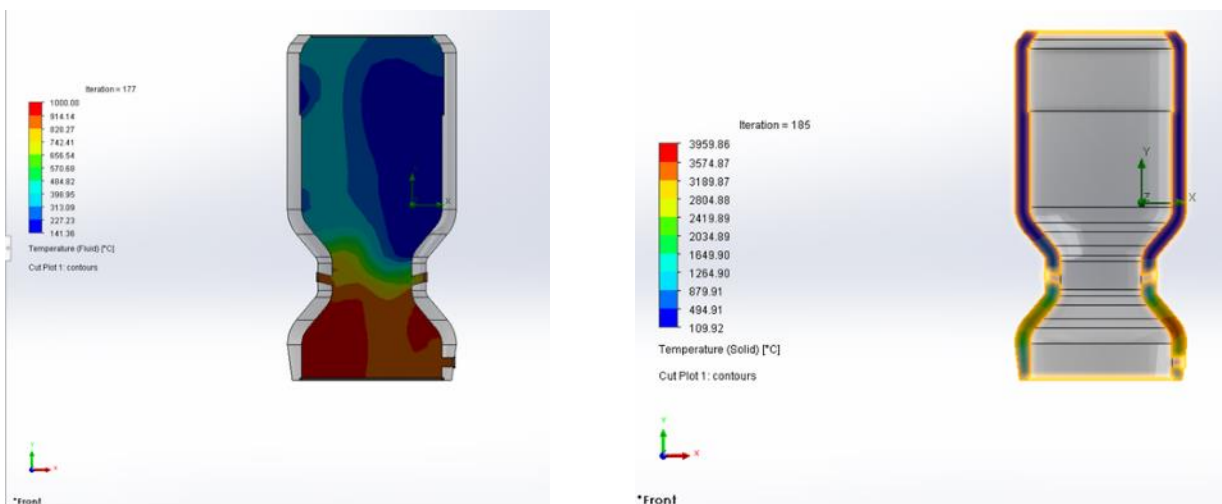 Iteration = 177
1000.00
914.14
828.27
742.41
656.54
570.68
484.82
398.95
313.09
227.23
141.36
Temperature (Fluid) [°C]
Cut Plot 1: contours
Y
X
Y
X
*Front
Iteration = 185
3959.86
3574.87
3189.87
2804.88
2419.89
2034.89
1649.90
1264.90
879.91
494.91
109.92
Temperature (Solid) [°C]
Cut Plot 1: contours
Y
Z
X
Y
X
*Front